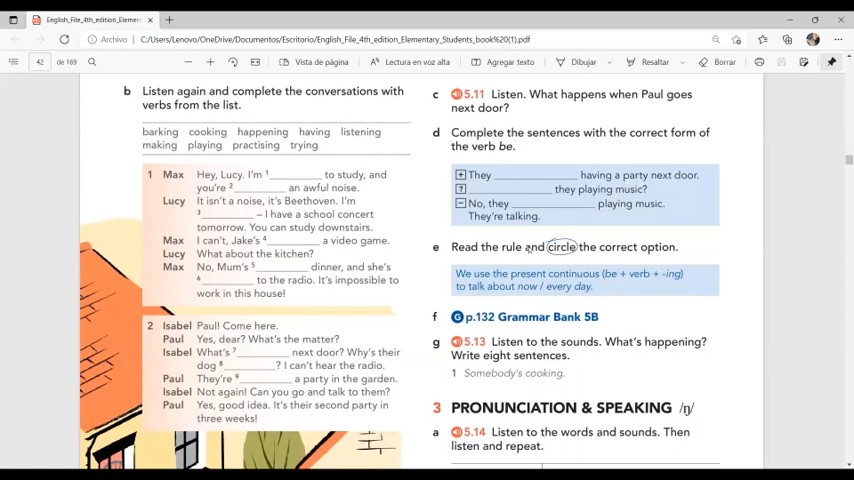 English_File_4th_edition_Elemen
Archivo
C:/Users/Lenovo/OneDrive/Documentos/Escritorio/English_File_4th_edition_Elementary_Students_book%20(1).pdf
42 de 169
Vista de página
Lectura en voz alta
Agregar texto
Dibujar
Resaltar
Borrar
b Listen again and complete the conversations with
verbs from the list.
barking cooking happening having listening
making playing practising trying
1 Max Hey, Lucy. I'm 1__________ to study, and
you're 2__________ an awful noise.
Lucy It isn't a noise, it's Beethoven. I'm
3__________ – I have a school concert
tomorrow. You can study downstairs.
Max I can't, Jake's 4__________ a video game.
Lucy What about the kitchen?
Max No, Mum's 5__________ dinner, and she's
6__________ to the radio. It's impossible to
work in this house!
2 Isabel Paul! Come here.
Paul Yes, dear? What's the matter?
Isabel What's 7__________ next door? Why's their
dog 8__________? I can't hear the radio.
Paul They're 9__________ a party in the garden.
Isabel Not again! Can you go and talk to them?
Paul Yes, good idea. It's their second party in
three weeks!
c 5.11 Listen. What happens when Paul goes
next door?
d Complete the sentences with the correct form of
the verb be.
+ They ______________ having a party next door.
? ______________ they playing music?
– No, they ______________ playing music.
They're talking.
e Read the rule and circle the correct option.
We use the present continuous (be + verb + -ing)
to talk about now / every day.
f G p.132 Grammar Bank 5B
g 5.13 Listen to the sounds. What's happening?
Write eight sentences.
1 Somebody's cooking.
3 PRONUNCIATION & SPEAKING /ŋ/
a 5.14 Listen to the words and sounds. Then
listen and repeat.